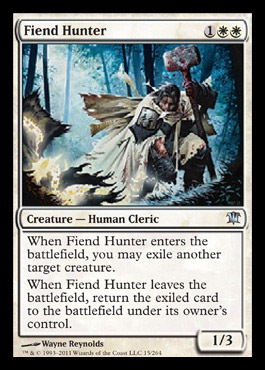 Fiend Hunter 1
Creature — Human Cleric
When Fiend Hunter enters the
battlefield, you may exile another
target creature.
When Fiend Hunter leaves the
battlefield, return the exiled card
to the battlefield under its owner's
control.
1/3
Wayne Reynolds
™ & © 1993–2011 Wizards of the Coast LLC 15/264